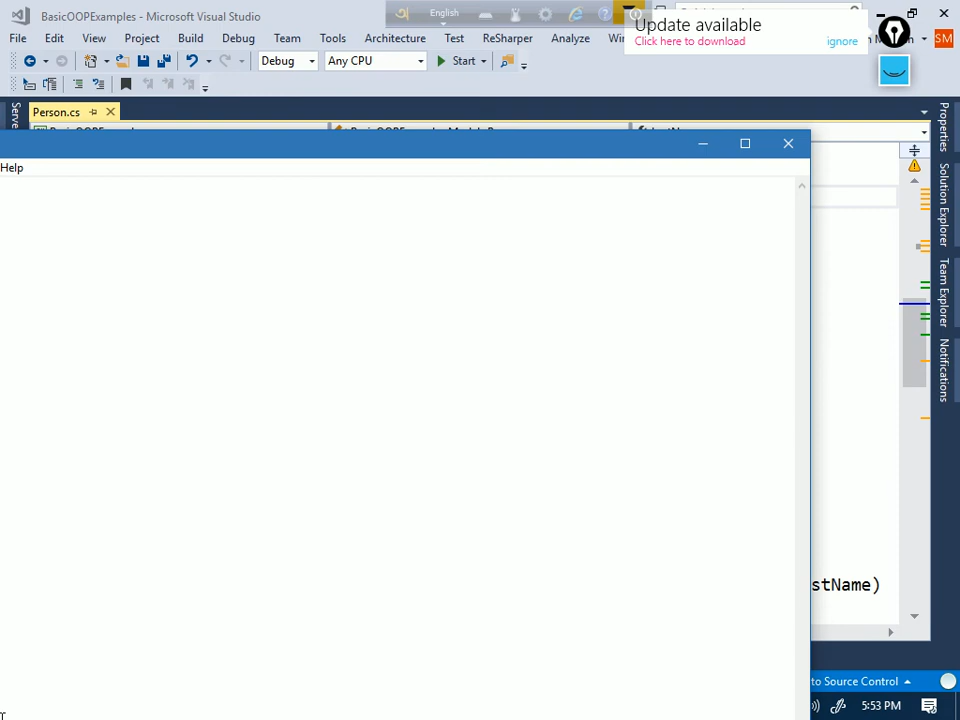 BasicOOPExamples - Microsoft Visual Studio
English
Update available
Click here to download
ignore
File Edit View Project Build Debug Team Tools Architecture Test ReSharper Analyze
SM
Debug Any CPU Start
Person.cs
Help
stName)
Properties
Solution Explorer
Team Explorer
Notifications
to Source Control
5:53 PM